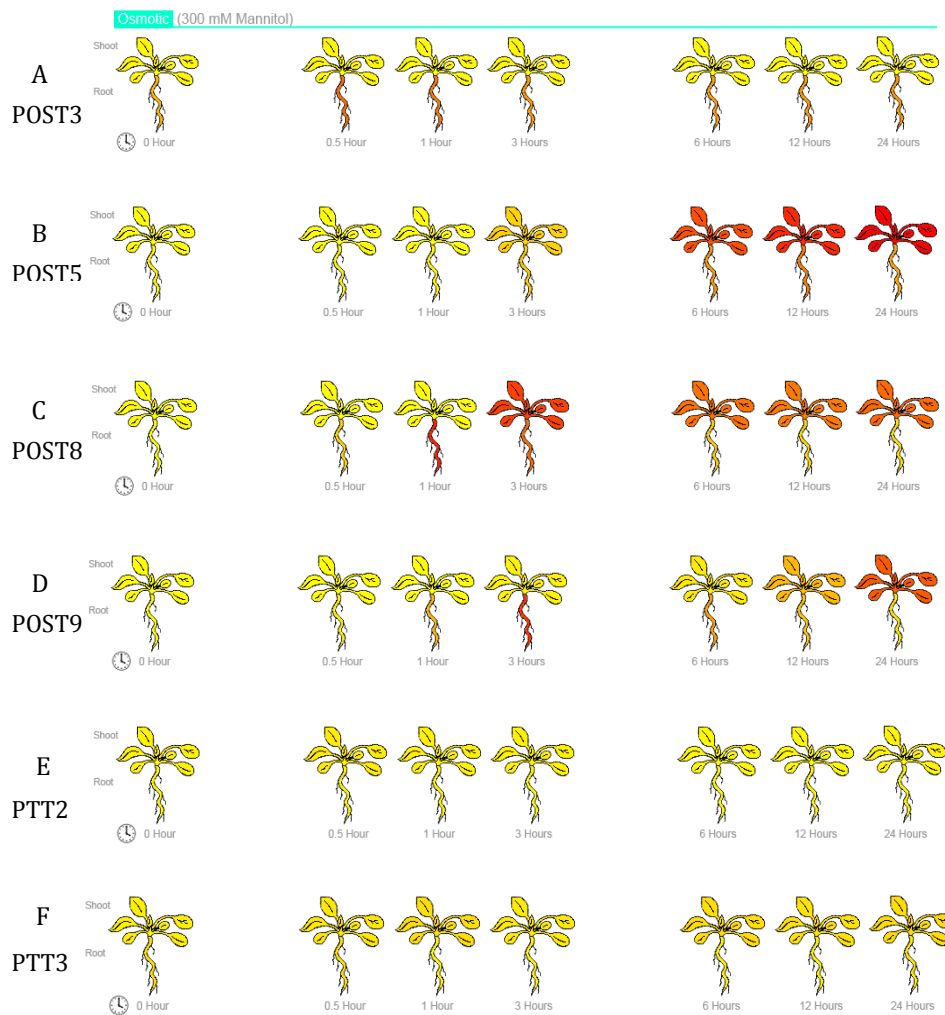 Osmotic (300 mM Mannitol)
Shoot
A
Root
POST3
0 Hour 0.5 Hour 1 Hour 3 Hours 6 Hours 12 Hours 24 Hours
Shoot
B
Root
POST5
0 Hour 0.5 Hour 1 Hour 3 Hours 6 Hours 12 Hours 24 Hours
Shoot
C
Root
POST8
0 Hour 0.5 Hour 1 Hour 3 Hours 6 Hours 12 Hours 24 Hours
Shoot
D
Root
POST9
0 Hour 0.5 Hour 1 Hour 3 Hours 6 Hours 12 Hours 24 Hours
Shoot
E
Root
PTT2
0 Hour 0.5 Hour 1 Hour 3 Hours 6 Hours 12 Hours 24 Hours
Shoot
F
Root
PTT3
0 Hour 0.5 Hour 1 Hour 3 Hours 6 Hours 12 Hours 24 Hours